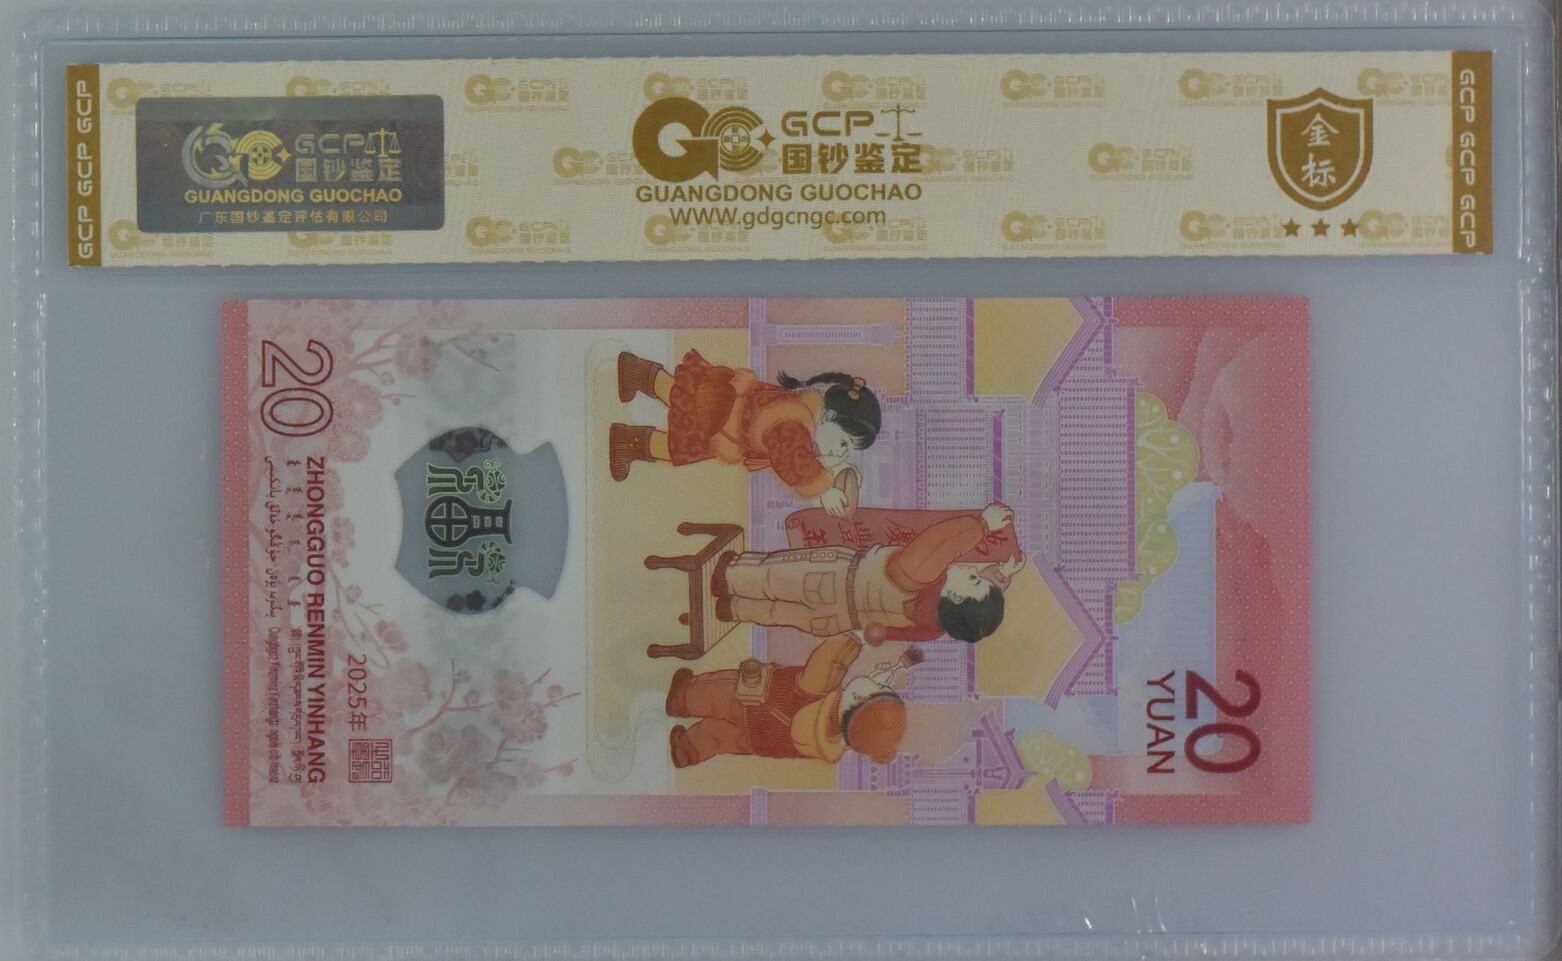 GCP GCP GCP
GCP
国钞鉴定
GUANGDONG GUOCHAO
广东国钞鉴定评估有限公司
GCP
国钞鉴定
GUANGDONG GUOCHAO
WWW.gdgcngc.com
金标
GCP GCP GCP
20
ZHONGGUO RENMIN YINHANG
2025年
20
YUAN